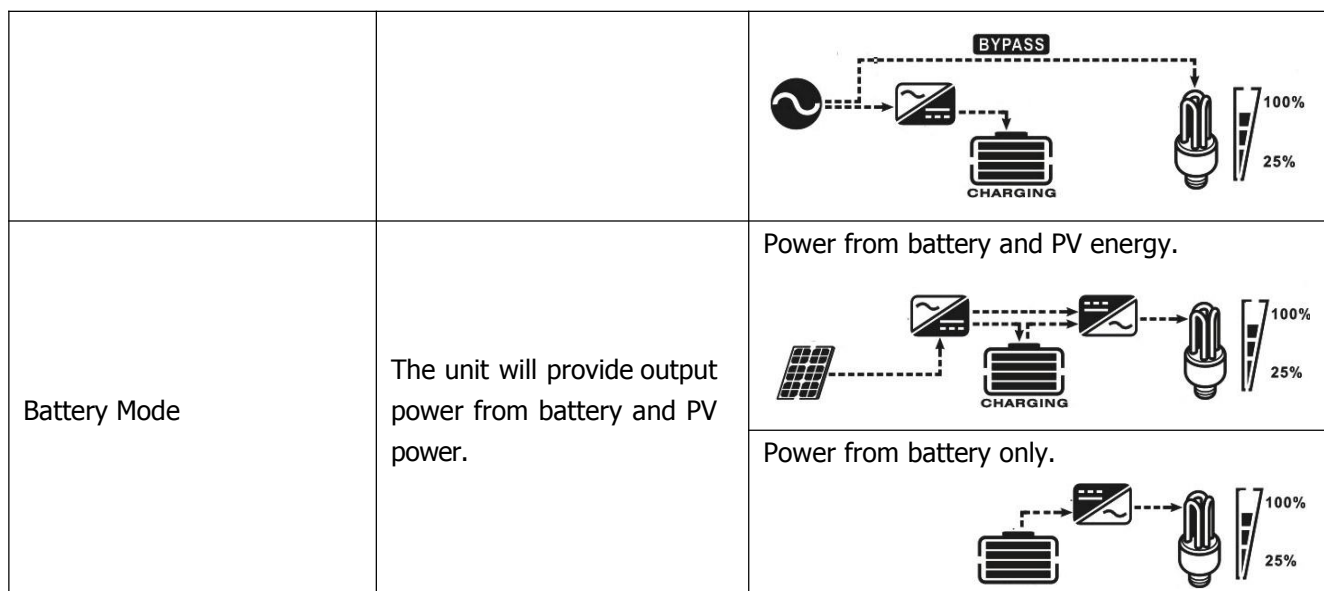 BYPASS
100%
25%
CHARGING
Battery Mode
The unit will provide output
power from battery and PV
power.
Power from battery and PV energy.
100%
25%
CHARGING
Power from battery only.
100%
25%